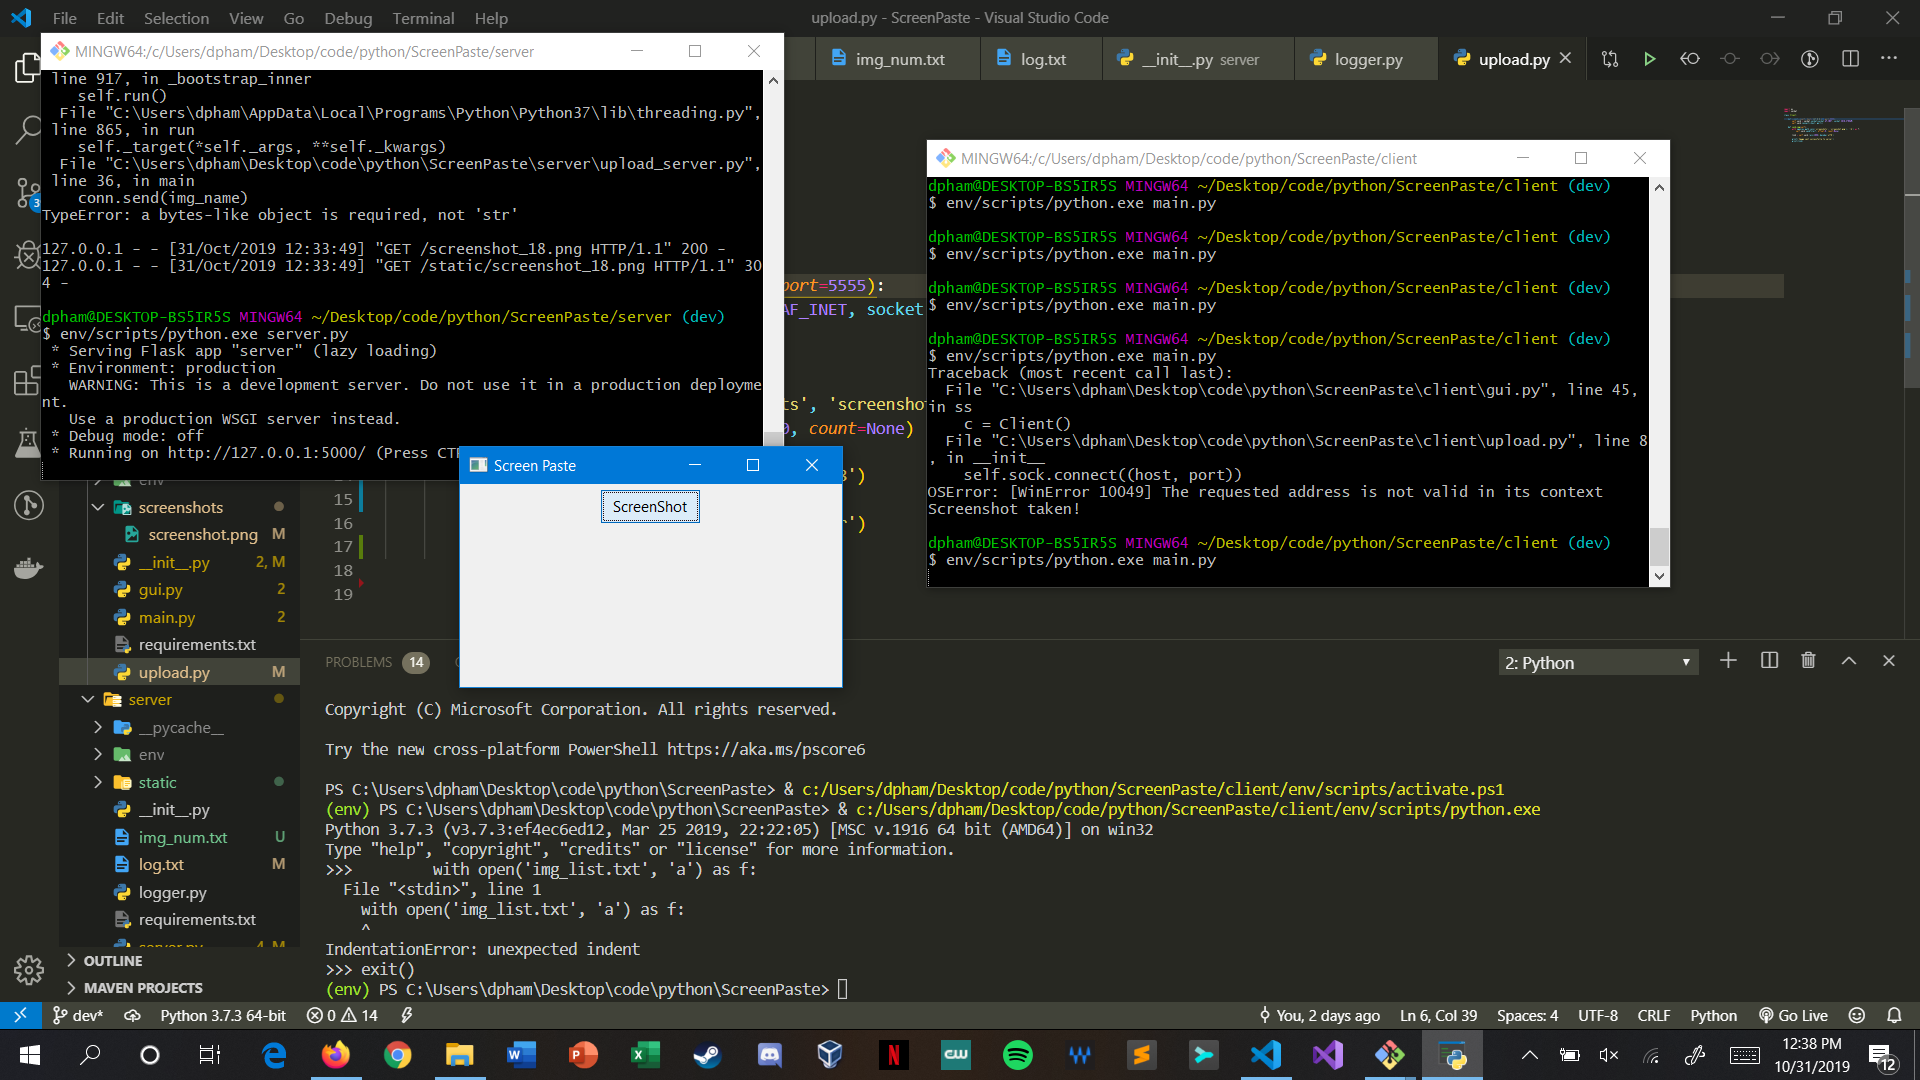 File Edit Selection View Go Debug Terminal Help
upload.py - ScreenPaste - Visual Studio Code
img_num.txt
log.txt
__init__.py server
logger.py
upload.py
MINGW64:/c/Users/dpham/Desktop/code/python/ScreenPaste/server
line 917, in _bootstrap_inner
self.run()
File "C:\Users\dpham\AppData\Local\Programs\Python\Python37\lib\threading.py",
line 865, in run
self._target(*self._args, **self._kwargs)
File "C:\Users\dpham\Desktop\code\python\ScreenPaste\server\upload_server.py",
line 36, in main
conn.send(img_name)
TypeError: a bytes-like object is required, not 'str'
127.0.0.1 - - [31/Oct/2019 12:33:49] "GET /screenshot_18.png HTTP/1.1" 200 -
127.0.0.1 - - [31/Oct/2019 12:33:49] "GET /static/screenshot_18.png HTTP/1.1" 30
4 -
dpham@DESKTOP-BS5IR5S MINGW64 ~/Desktop/code/python/ScreenPaste/server (dev)
$ env/scripts/python.exe server.py
* Serving Flask app "server" (lazy loading)
* Environment: production
WARNING: This is a development server. Do not use it in a production deployme
nt.
Use a production WSGI server instead.
* Debug mode: off
* Running on http://127.0.0.1:5000/ (Press CT
port=5555):
AF_INET, socket
ts', 'screensho
0, count=None)
3')
')
15
16
17
18
19
MINGW64:/c/Users/dpham/Desktop/code/python/ScreenPaste/client
dpham@DESKTOP-BS5IR5S MINGW64 ~/Desktop/code/python/ScreenPaste/client (dev)
$ env/scripts/python.exe main.py
dpham@DESKTOP-BS5IR5S MINGW64 ~/Desktop/code/python/ScreenPaste/client (dev)
$ env/scripts/python.exe main.py
dpham@DESKTOP-BS5IR5S MINGW64 ~/Desktop/code/python/ScreenPaste/client (dev)
$ env/scripts/python.exe main.py
dpham@DESKTOP-BS5IR5S MINGW64 ~/Desktop/code/python/ScreenPaste/client (dev)
$ env/scripts/python.exe main.py
Traceback (most recent call last):
File "C:\Users\dpham\Desktop\code\python\ScreenPaste\client\gui.py", line 45,
in ss
c = Client()
File "C:\Users\dpham\Desktop\code\python\ScreenPaste\client\upload.py", line 8
, in __init__
self.sock.connect((host, port))
OSError: [WinError 10049] The requested address is not valid in its context
Screenshot taken!
dpham@DESKTOP-BS5IR5S MINGW64 ~/Desktop/code/python/ScreenPaste/client (dev)
$ env/scripts/python.exe main.py
Screen Paste
ScreenShot
3
env
screenshots
screenshot.png M
__init__.py 2, M
gui.py 2
main.py 2
requirements.txt
upload.py M
server
__pycache__
env
static
__init__.py
img_num.txt U
log.txt M
logger.py
requirements.txt
server.py 4, M
OUTLINE
MAVEN PROJECTS
PROBLEMS 14
2: Python
Copyright (C) Microsoft Corporation. All rights reserved.
Try the new cross-platform PowerShell https://aka.ms/pscore6
PS C:\Users\dpham\Desktop\code\python\ScreenPaste> & c:/Users/dpham/Desktop/code/python/ScreenPaste/client/env/scripts/activate.ps1
(env) PS C:\Users\dpham\Desktop\code\python\ScreenPaste> & c:/Users/dpham/Desktop/code/python/ScreenPaste/client/env/scripts/python.exe
Python 3.7.3 (v3.7.3:ef4ec6ed12, Mar 25 2019, 22:22:05) [MSC v.1916 64 bit (AMD64)] on win32
Type "help", "copyright", "credits" or "license" for more information.
>>> with open('img_list.txt', 'a') as f:
File "<stdin>", line 1
with open('img_list.txt', 'a') as f:
^
IndentationError: unexpected indent
>>> exit()
(env) PS C:\Users\dpham\Desktop\code\python\ScreenPaste>
dev* Python 3.7.3 64-bit 0 14 You, 2 days ago Ln 6, Col 39 Spaces: 4 UTF-8 CRLF Python Go Live
12:38 PM
10/31/2019
12